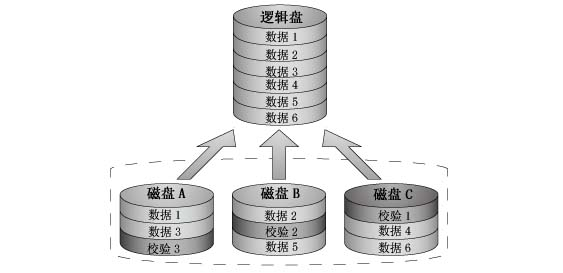 逻辑盘
数据 1
数据 2
数据 3
数据 4
数据 5
数据 6
磁盘 A
数据 1
数据 3
校验 3
磁盘 B
数据 2
校验 2
数据 5
磁盘 C
校验 1
数据 4
数据 6